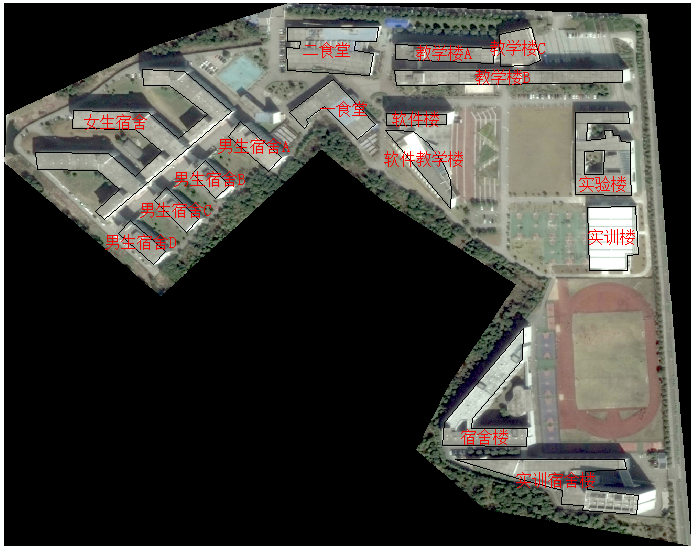 二食堂
教学楼A
教学楼C
教学楼B
一食堂
软件楼
女生宿舍
软件教学楼
男生宿舍A
男生宿舍B
实验楼
男生宿舍C
男生宿舍D
实训楼
宿舍楼
实训宿舍楼